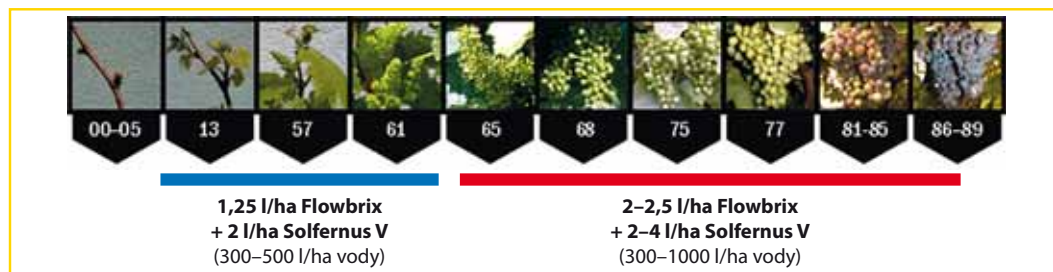 00-05 13 57 61 65 68 75 77 81-85 86-89
1,25 l/ha Flowbrix
+ 2 l/ha Solfernus V
(300–500 l/ha vody)
2–2,5 l/ha Flowbrix
+ 2–4 l/ha Solfernus V
(300–1000 l/ha vody)